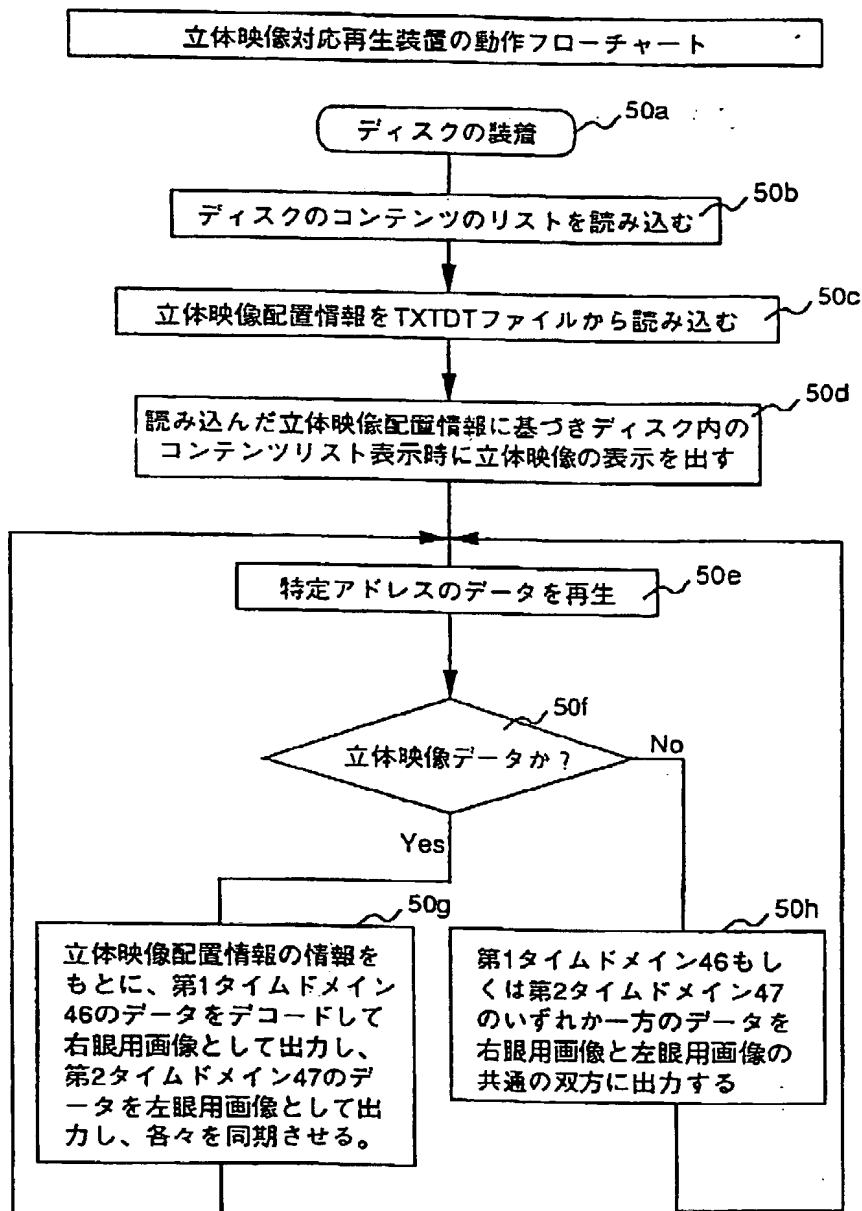 立体映像対応再生装置の動作フローチャート
ディスクの装着
50a
ディスクのコンテンツのリストを読み込む
50b
立体映像配置情報をTXTDTファイルから読み込む
50c
読み込んだ立体映像配置情報に基づきディスク内の
コンテンツリスト表示時に立体映像の表示を出す
50d
特定アドレスのデータを再生
50e
立体映像データか?
50f
No
Yes
50g
立体映像配置情報の情報を
もとに、第1タイムドメイン
46のデータをデコードして
右眼用画像として出力し、
第2タイムドメイン47のデ
ータを左眼用画像として出
力し、各々を同期させる。
50h
第1タイムドメイン46もし
くは第2タイムドメイン47
のいずれか一方のデータを
右眼用画像と左眼用画像の
共通の双方に出力する